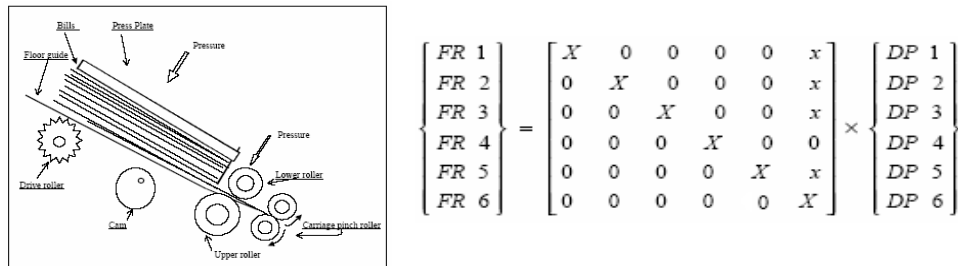 Bills
Press Plate
Pressure
Floor guide
Pressure
Lower roller
Drive roller
Cam
Carriage pinch roller
Upper roller
FR 1 X 0 0 0 0 x DP 1
FR 2 0 X 0 0 0 x DP 2
FR 3 0 0 X 0 0 x DP 3
FR 4 = 0 0 0 X 0 0 × DP 4
FR 5 0 0 0 0 X x DP 5
FR 6 0 0 0 0 0 X DP 6